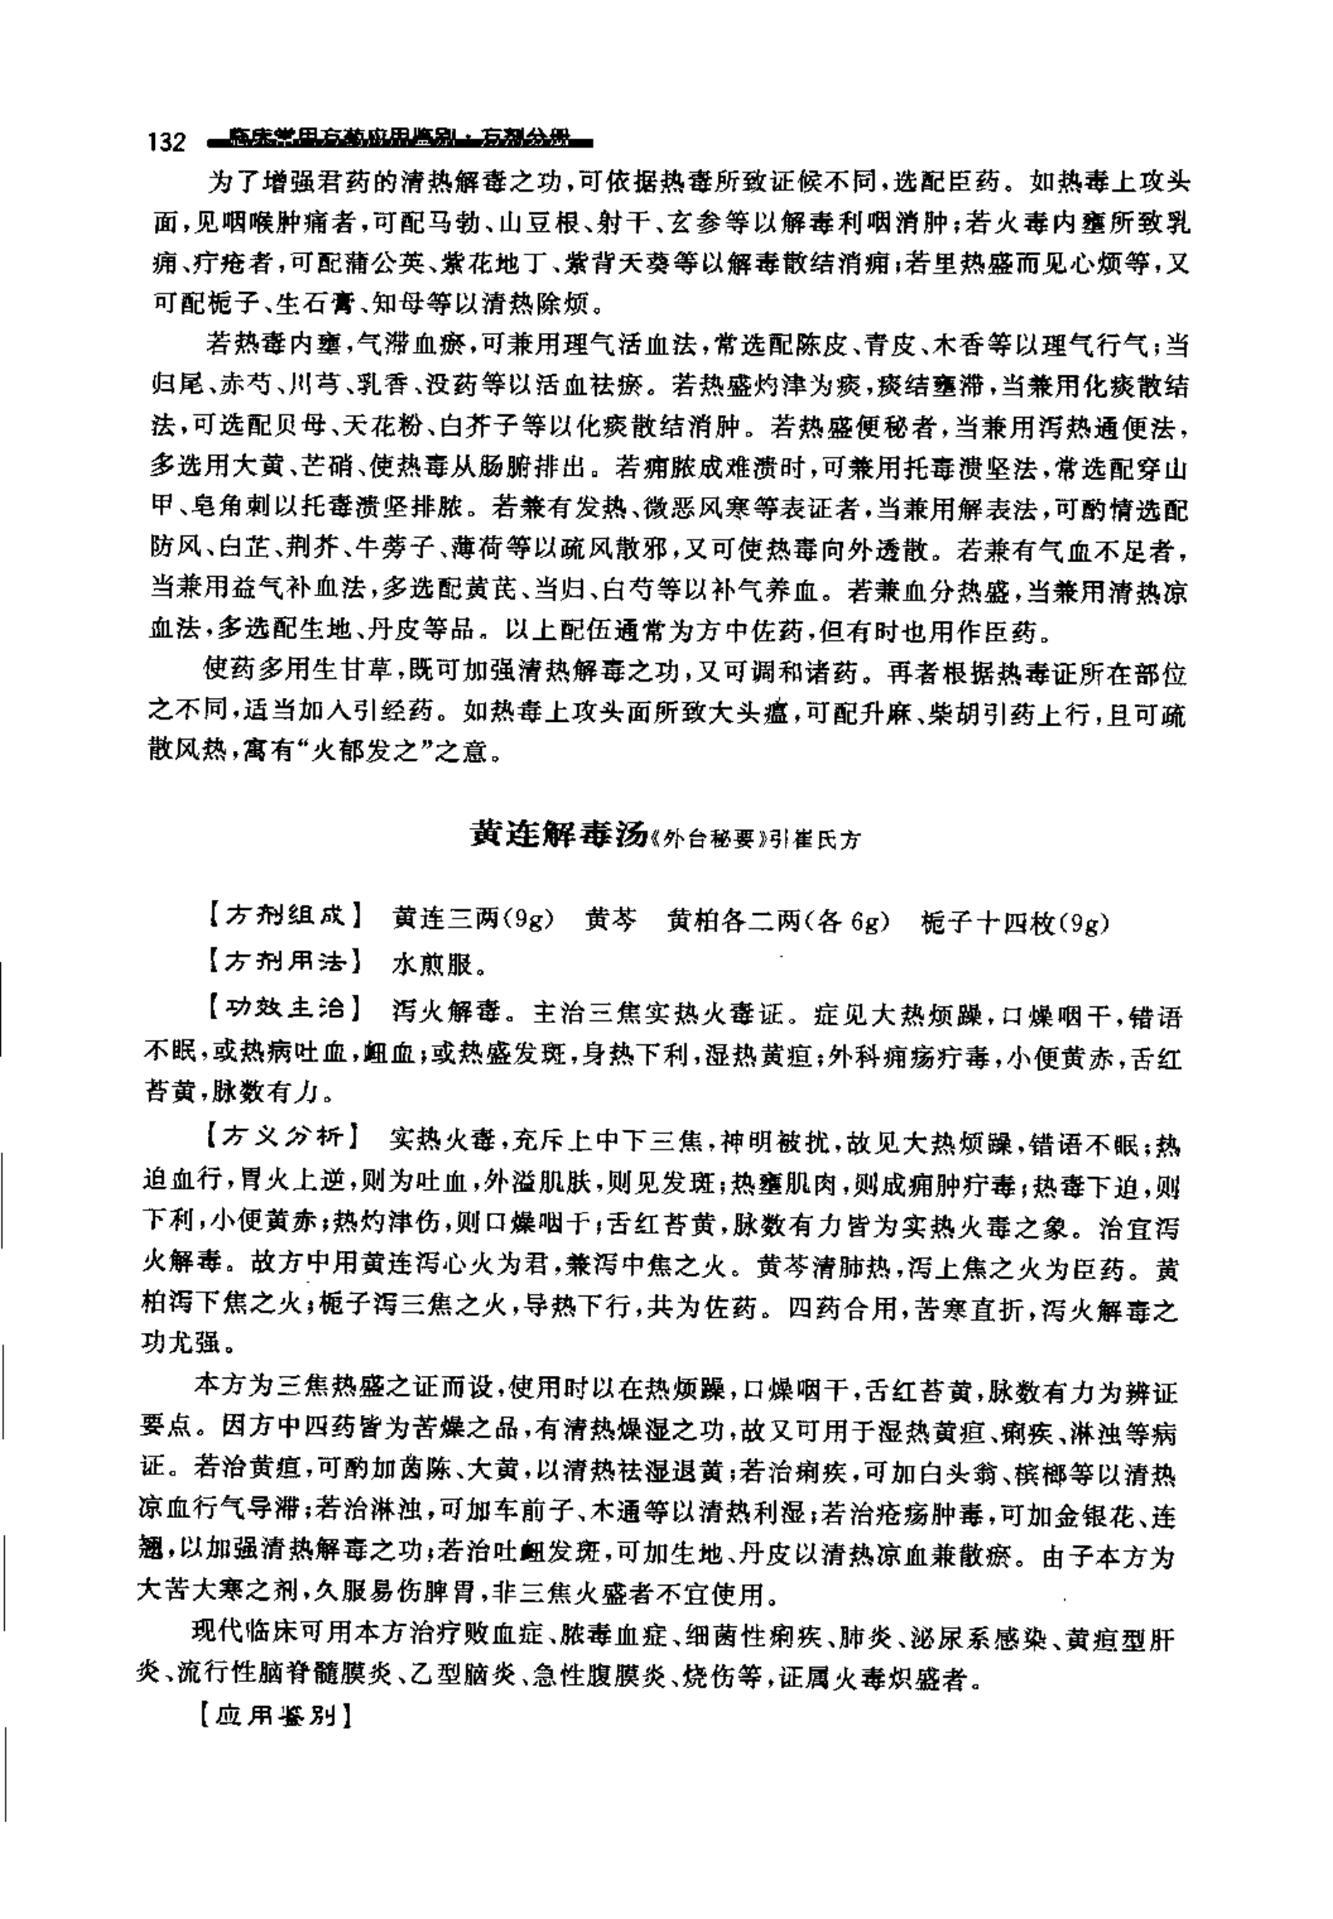 132 临床常用方药应用鉴别·方剂分册
为了增强君药的清热解毒之功,可依据热毒所致证候不同,选配臣药。如热毒上攻头
面,见咽喉肿痛者,可配马勃、山豆根、射干、玄参等以解毒利咽消肿;若火毒内壅所致乳
痈、疔疮者,可配蒲公英、紫花地丁、紫背天葵等以解毒散结消痈;若里热盛而见心烦等,又
可配栀子、生石膏、知母等以清热除烦。
若热毒内壅,气滞血瘀,可兼用理气活血法,常选配陈皮、青皮、木香等以理气行气;当
归尾、赤芍、川芎、乳香、没药等以活血祛瘀。若热盛灼津为痰,痰结壅滞,当兼用化痰散结
法,可选配贝母、天花粉、白芥子等以化痰散结消肿。若热盛便秘者,当兼用泻热通便法,
多选用大黄、芒硝、使热毒从肠腑排出。若痈脓成难溃时,可兼用托毒溃坚法,常选配穿山
甲、皂角刺以托毒溃坚排脓。若兼有发热、微恶风寒等表证者,当兼用解表法,可酌情选配
防风、白芷、荆芥、牛蒡子、薄荷等以疏风散邪,又可使热毒向外透散。若兼有气血不足者,
当兼用益气补血法,多选配黄芪、当归、白芍等以补气养血。若兼血分热盛,当兼用清热凉
血法,多选配生地、丹皮等品。以上配伍通常为方中佐药,但有时也用作臣药。
使药多用生甘草,既可加强清热解毒之功,又可调和诸药。再者根据热毒证所在部位
之不同,适当加入引经药。如热毒上攻头面所致大头瘟,可配升麻、柴胡引药上行,且可疏
散风热,寓有“火郁发之”之意。
黄连解毒汤《外台秘要》引崔氏方
【方剂组成】 黄连三两(9g) 黄芩 黄柏各二两(各 6g) 栀子十四枚(9g)
【方剂用法】 水煎服。
【功效主治】 泻火解毒。主治三焦实热火毒证。症见大热烦躁,口燥咽干,错语
不眠,或热病吐血,衄血;或热盛发斑,身热下利,湿热黄疸;外科痈疡疔毒,小便黄赤,舌红
苔黄,脉数有力。
【方义分析】 实热火毒,充斥上中下三焦,神明被扰,故见大热烦躁,错语不眠;热
迫血行,胃火上逆,则为吐血,外溢肌肤,则见发斑;热壅肌肉,则成痈肿疔毒;热毒下迫,则
下利,小便黄赤;热灼津伤,则口燥咽干;舌红苔黄,脉数有力皆为实热火毒之象。治宜泻
火解毒。故方中用黄连泻心火为君,兼泻中焦之火。黄芩清肺热,泻上焦之火为臣药。黄
柏泻下焦之火;栀子泻三焦之火,导热下行,共为佐药。四药合用,苦寒直折,泻火解毒之
功尤强。
本方为三焦热盛之证而设,使用时以在热烦躁,口燥咽干,舌红苔黄,脉数有力为辨证
要点。因方中四药皆为苦燥之品,有清热燥湿之功,故又可用于湿热黄疸、痢疾、淋浊等病
证。若治黄疸,可酌加茵陈、大黄,以清热祛湿退黄;若治痢疾,可加白头翁、槟榔等以清热
凉血行气导滞;若治淋浊,可加车前子、木通等以清热利湿;若治疮疡肿毒,可加金银花、连
翘,以加强清热解毒之功;若治吐衄发斑,可加生地、丹皮以清热凉血兼散瘀。由子本方为
大苦大寒之剂,久服易伤脾胃,非三焦火盛者不宜使用。
现代临床可用本方治疗败血症、脓毒血症、细菌性痢疾、肺炎、泌尿系感染、黄疸型肝
炎、流行性脑脊髓膜炎、乙型脑炎、急性腹膜炎、烧伤等,证属火毒炽盛者。
【应用鉴别】